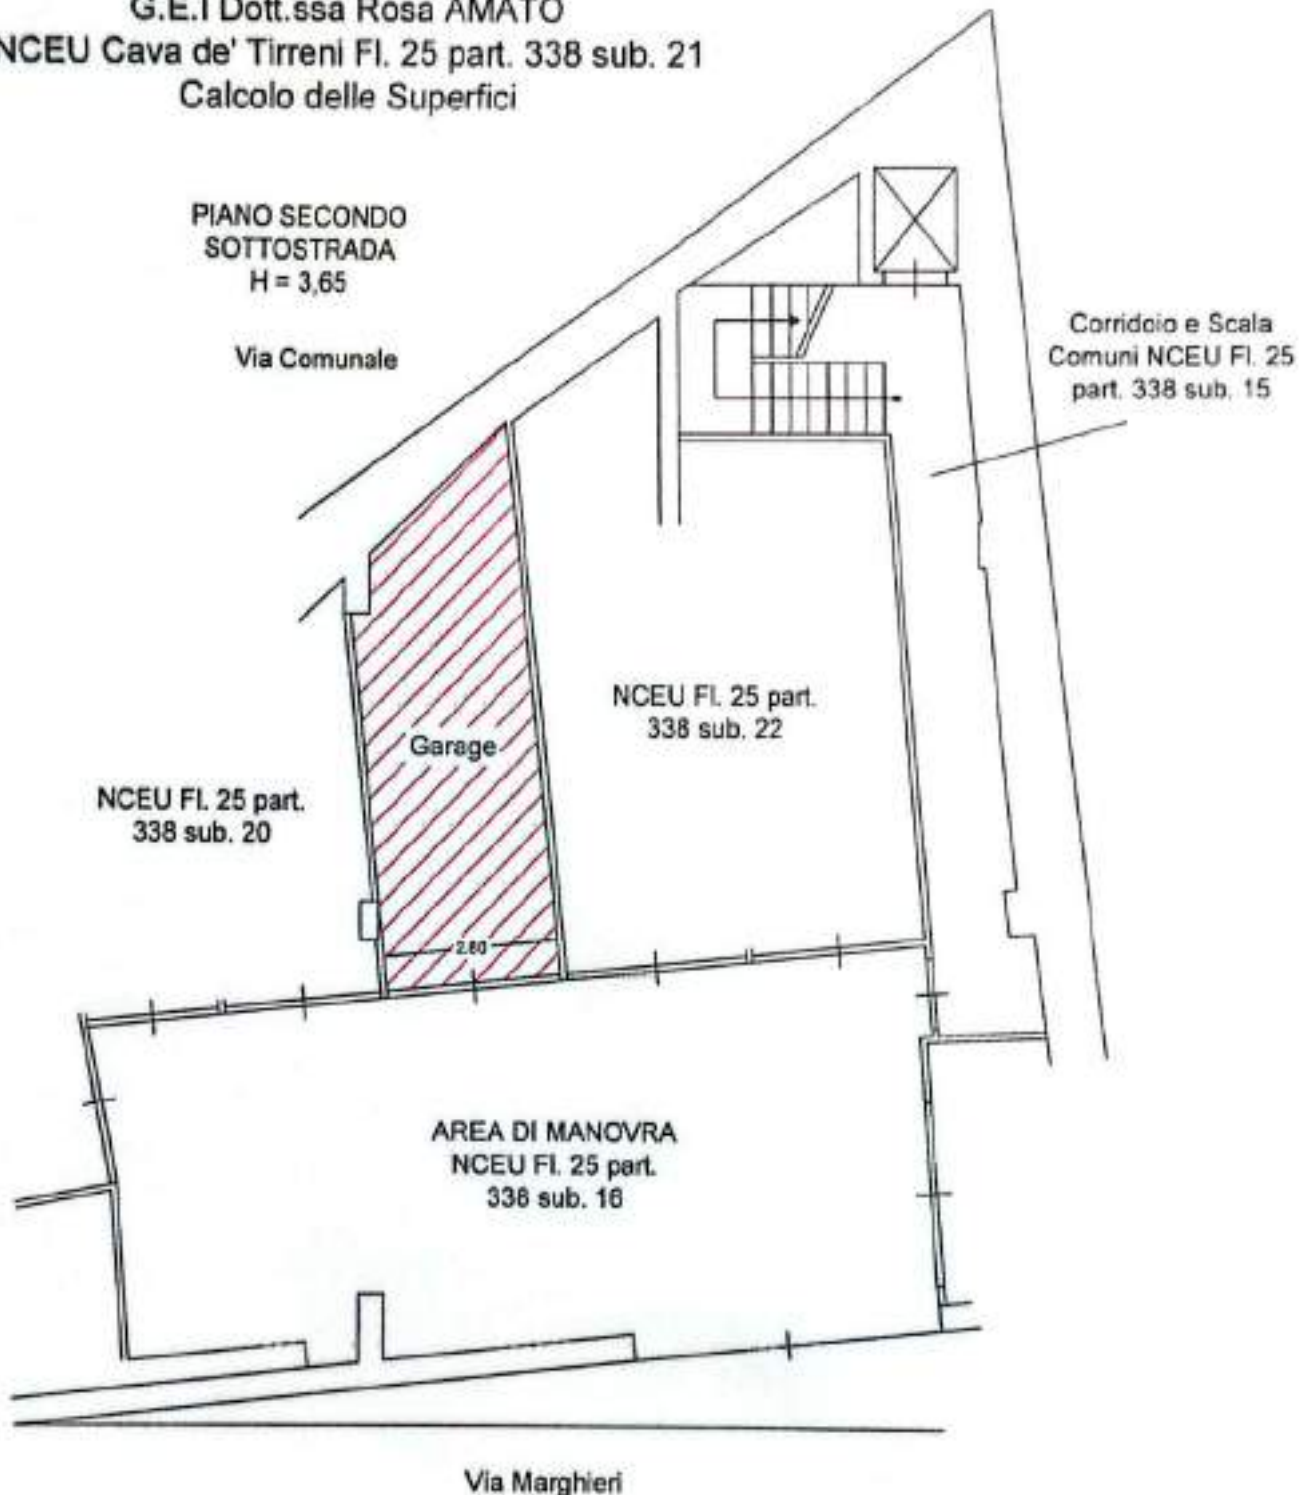 G.E.I Dott.ssa Rosa AMATO
NCEU Cava de' Tirreni Fl. 25 part. 338 sub. 21
Calcolo delle Superfici
PIANO SECONDO
SOTTOSTRADA
H = 3,65
Via Comunale
Corridoio e Scala
Comuni NCEU Fl. 25
part. 338 sub. 15
NCEU Fl. 25 part.
338 sub. 22
Garage
NCEU Fl. 25 part.
338 sub. 20
2.80
AREA DI MANOVRA
NCEU Fl. 25 part.
338 sub. 16
Via Marghieri